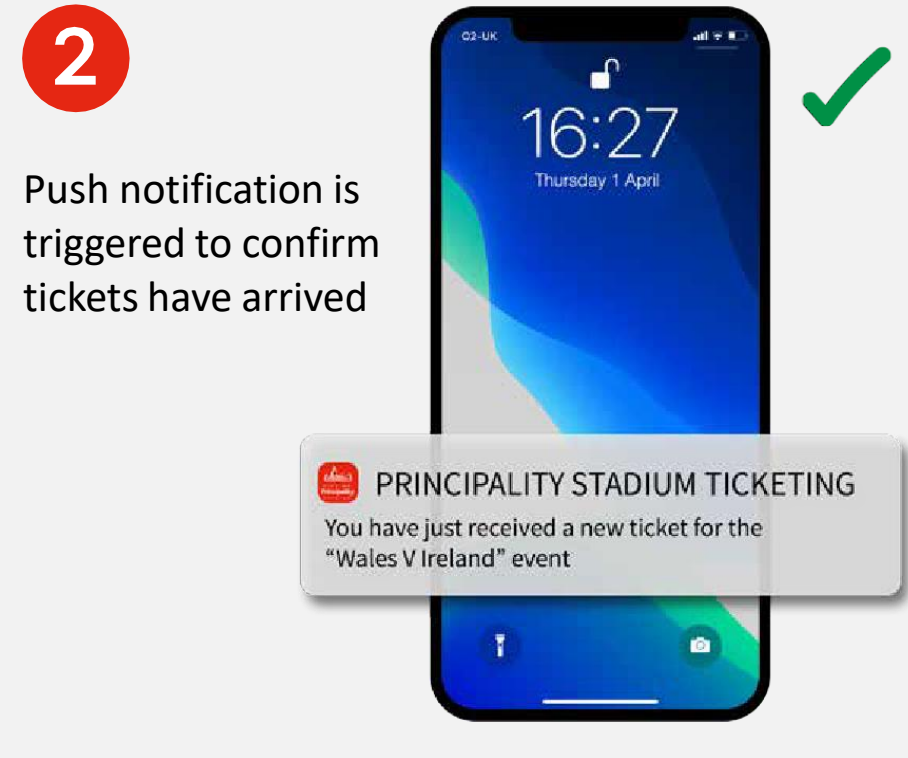 2
Push notification is
triggered to confirm
tickets have arrived
O2-UK
16:27
Thursday 1 April
PRINCIPALITY STADIUM TICKETING
You have just received a new ticket for the
“Wales V Ireland” event